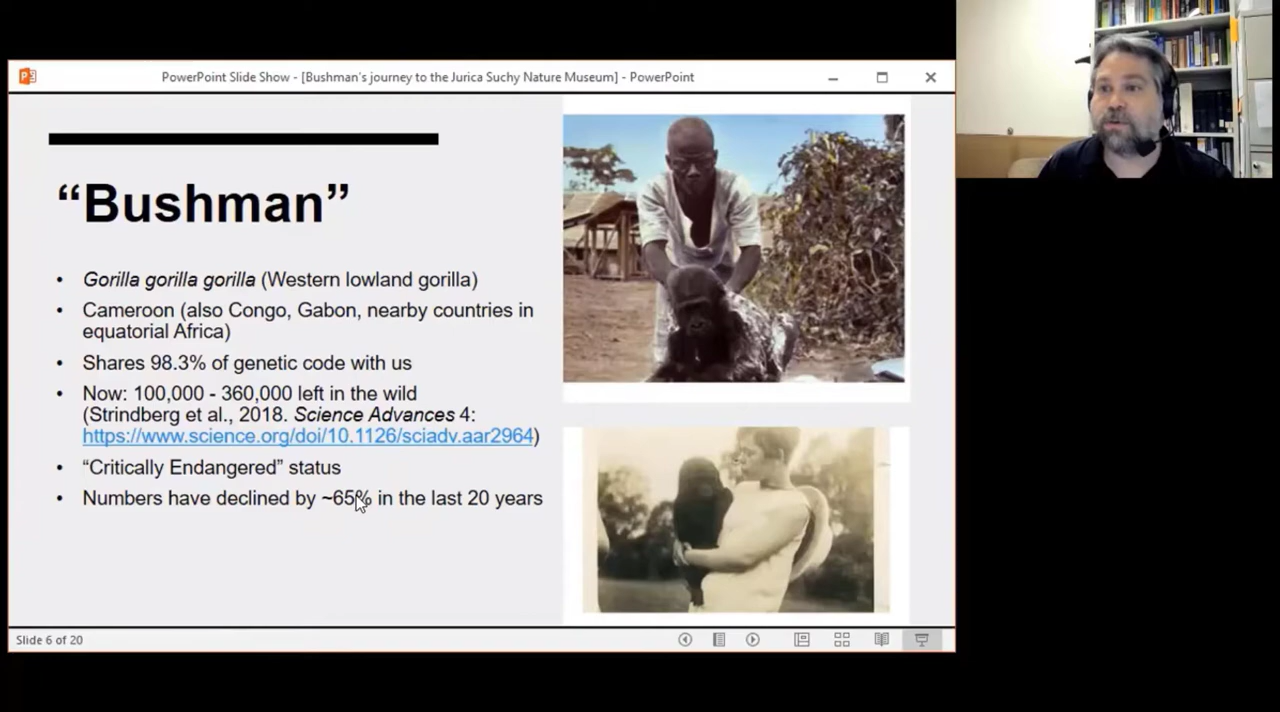 PowerPoint Slide Show - [Bushman's journey to the Jurica Suchy Nature Museum] - PowerPoint
“Bushman”
• Gorilla gorilla gorilla (Western lowland gorilla)
• Cameroon (also Congo, Gabon, nearby countries in
equatorial Africa)
• Shares 98.3% of genetic code with us
• Now: 100,000 - 360,000 left in the wild
(Strindberg et al., 2018. Science Advances 4:
https://www.science.org/doi/10.1126/sciadv.aar2964)
• “Critically Endangered” status
• Numbers have declined by ~65% in the last 20 years
Slide 6 of 20